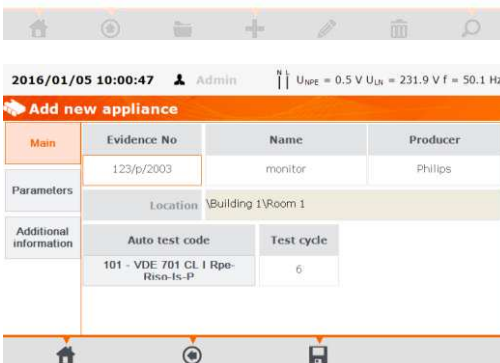 2016/01/05 10:00:47 Admin N L UNPE = 0.5 V ULN = 231.9 V f = 50.1 Hz
Add new appliance
Main Evidence No Name Producer
123/p/2003 monitor Philips
Parameters
Location \Building 1\Room 1
Additional
information
Auto test code Test cycle
101 - VDE 701 CL I Rpe-
Riso-Is-P
6